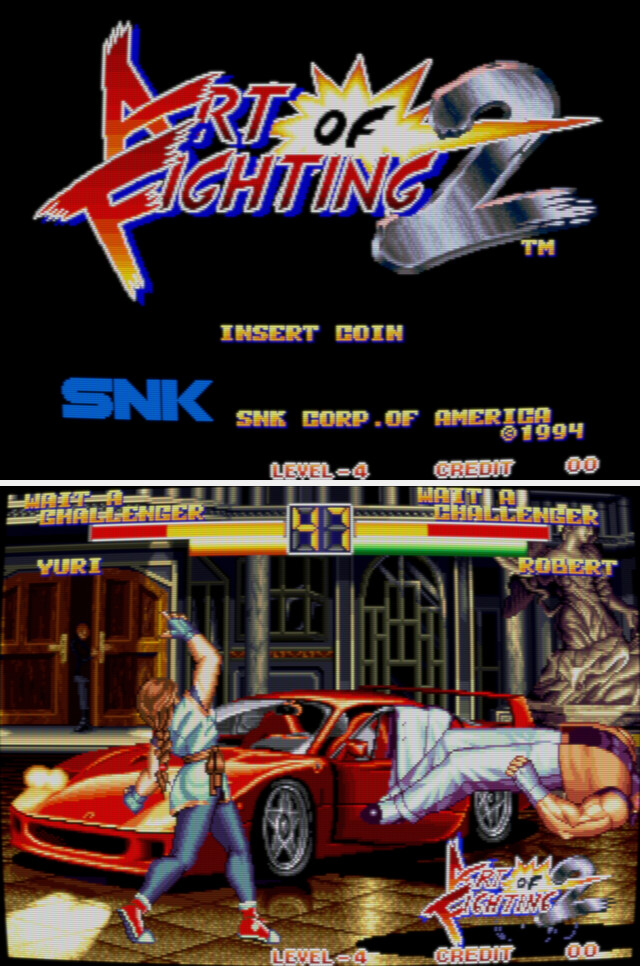 ART OF
FIGHTING 2
TM
INSERT COIN
SNK SNK CORP.OF AMERICA
©1994
LEVEL-4 CREDIT 00
WAIT A WAIT A
CHALLENGER 47 CHALLENGER
YURI ROBERT
ART OF
FIGHTING 2
LEVEL-4 CREDIT 00